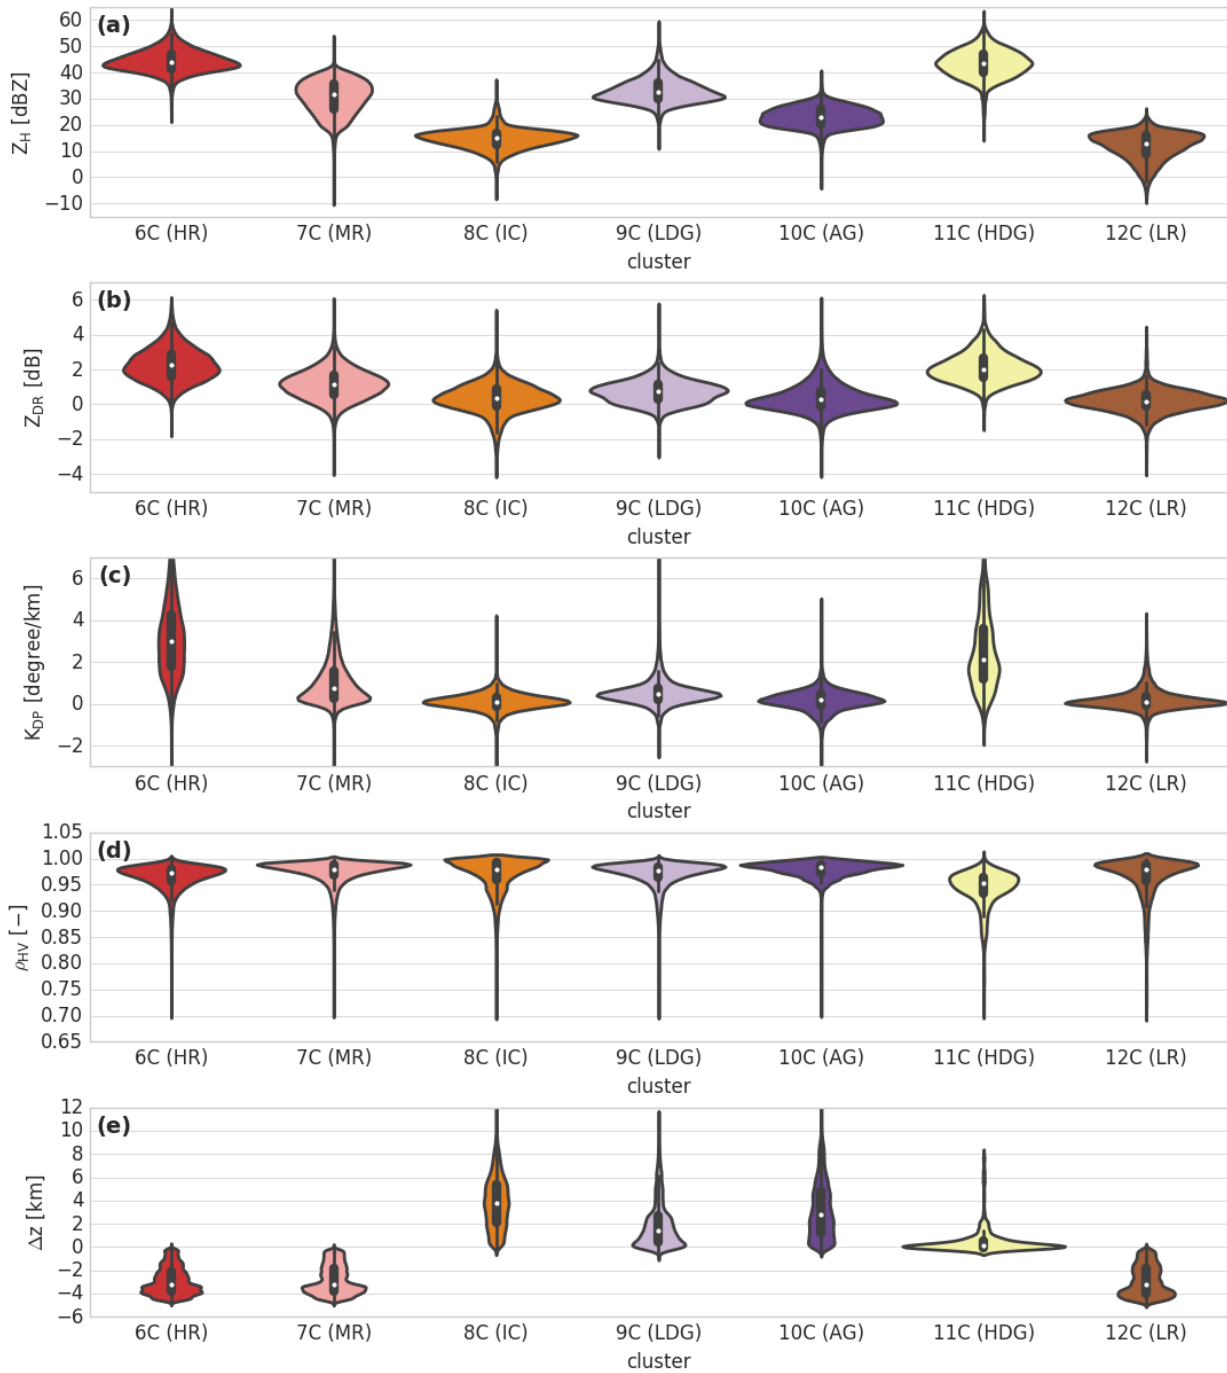 (a)
60
50
40
30
20
10
0
−10
Z_H [dBZ]
6C (HR) 7C (MR) 8C (IC) 9C (LDG) 10C (AG) 11C (HDG) 12C (LR)
cluster
(b)
6
4
2
0
−2
−4
Z_DR [dB]
6C (HR) 7C (MR) 8C (IC) 9C (LDG) 10C (AG) 11C (HDG) 12C (LR)
cluster
(c)
6
4
2
0
−2
K_DP [degree/km]
6C (HR) 7C (MR) 8C (IC) 9C (LDG) 10C (AG) 11C (HDG) 12C (LR)
cluster
(d)
1.05
1.00
0.95
0.90
0.85
0.80
0.75
0.70
0.65
ρ_HV [−]
6C (HR) 7C (MR) 8C (IC) 9C (LDG) 10C (AG) 11C (HDG) 12C (LR)
cluster
(e)
12
10
8
6
4
2
0
−2
−4
−6
Δz [km]
6C (HR) 7C (MR) 8C (IC) 9C (LDG) 10C (AG) 11C (HDG) 12C (LR)
cluster